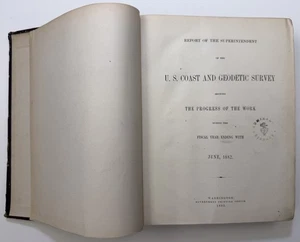 REPORT OF THE SUPERINTENDENT
OF THE
U. S. COAST AND GEODETIC SURVEY
SHOWING
THE PROGRESS OF THE WORK
DURING THE
FISCAL YEAR ENDING WITH
JUNE, 1882.
WASHINGTON:
GOVERNMENT PRINTING OFFICE.